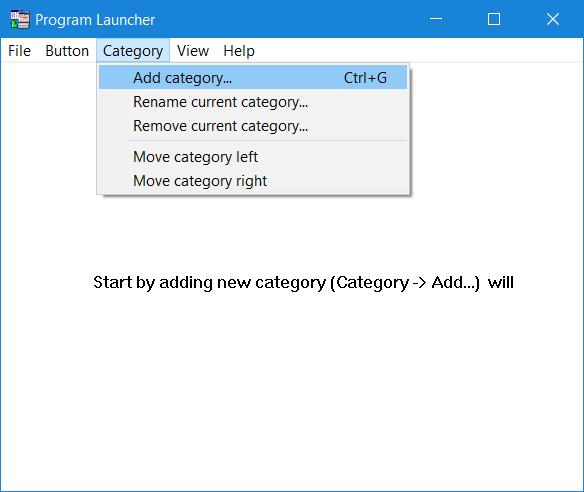 Program Launcher
File Button Category View Help
Add category... Ctrl+G
Rename current category...
Remove current category...
Move category left
Move category right
Start by adding new category (Category -> Add...) will